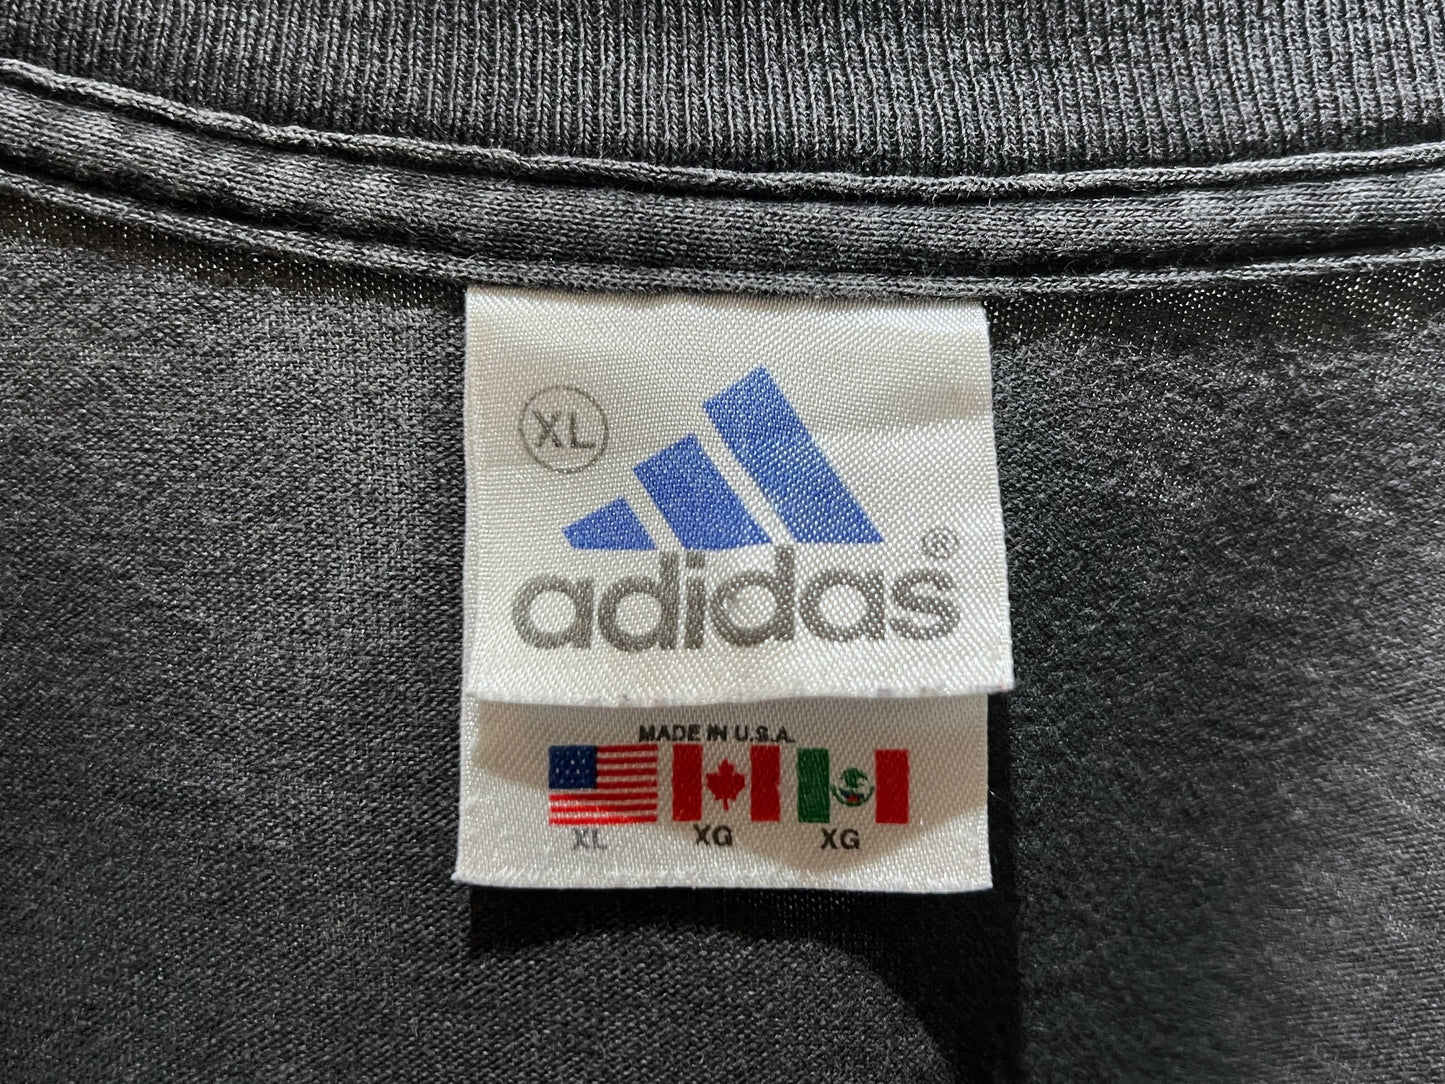 XL
adidas®
MADE IN U.S.A.
XL XG XG